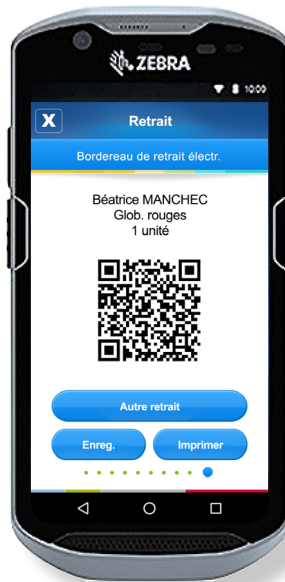 ZEBRA
10:00
X
Retrait
Bordereau de retrait électr.
Béatrice MANCHEC
Glob. rouges
1 unité
Autre retrait
Enreg.
Imprimer